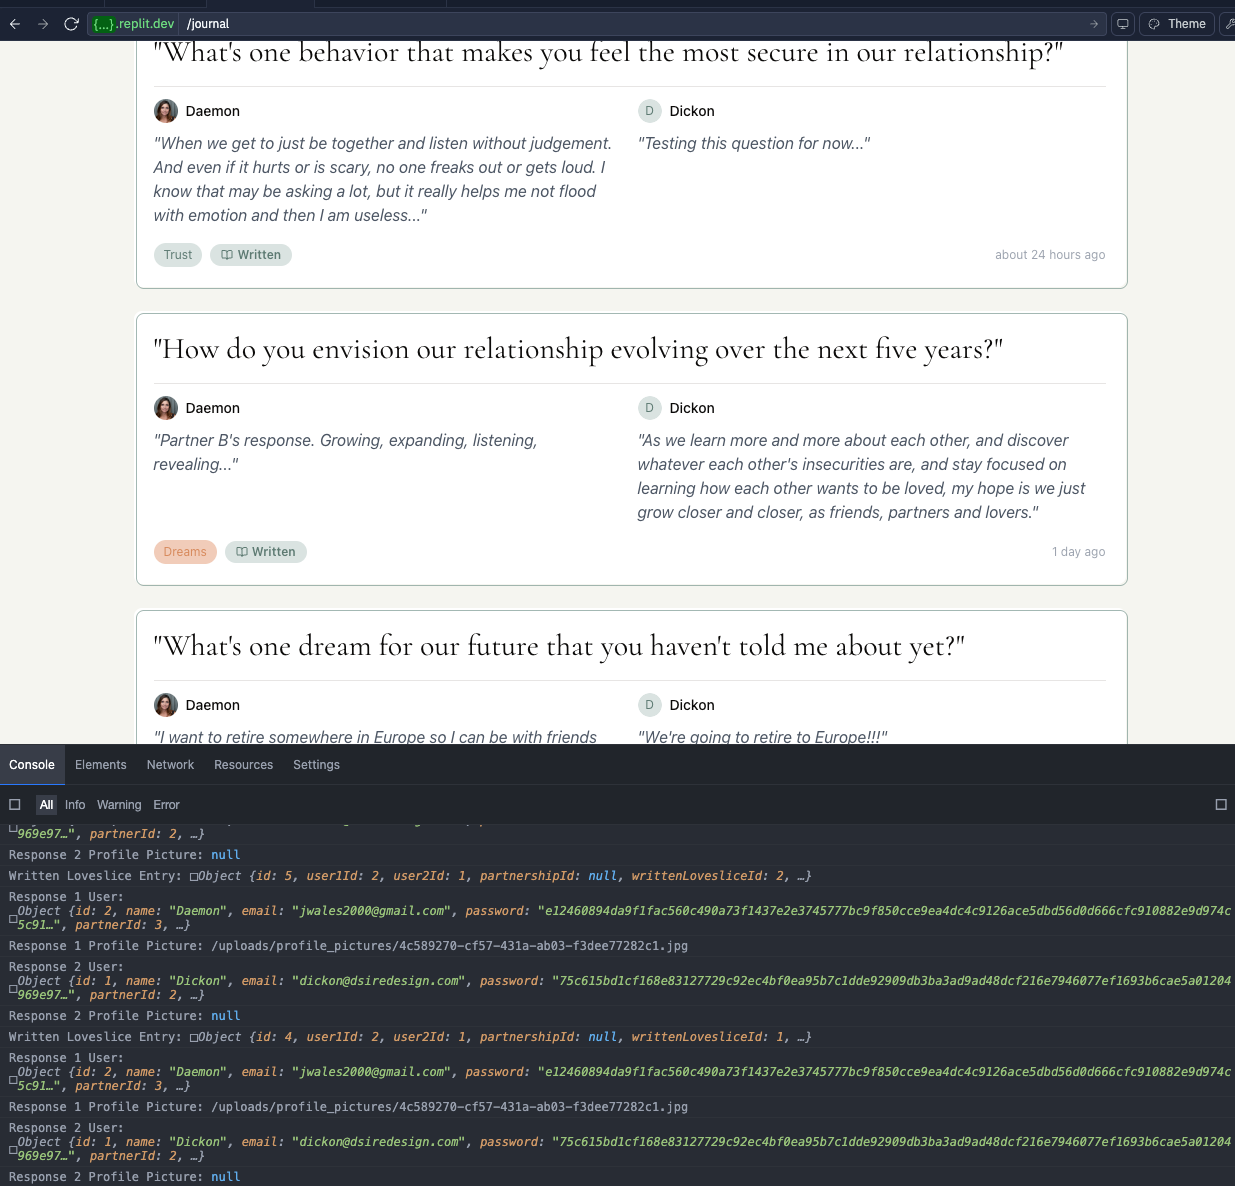 {...}.replit.dev /journal Theme
"What's one behavior that makes you feel the most secure in our relationship?"
Daemon
"When we get to just be together and listen without judgement.
And even if it hurts or is scary, no one freaks out or gets loud. I
know that may be asking a lot, but it really helps me not flood
with emotion and then I am useless..."
D Dickon
"Testing this question for now..."
Trust Written about 24 hours ago
"How do you envision our relationship evolving over the next five years?"
Daemon
"Partner B's response. Growing, expanding, listening,
revealing..."
D Dickon
"As we learn more and more about each other, and discover
whatever each other's insecurities are, and stay focused on
learning how each other wants to be loved, my hope is we just
grow closer and closer, as friends, partners and lovers."
Dreams Written 1 day ago
"What's one dream for our future that you haven't told me about yet?"
Daemon
"I want to retire somewhere in Europe so I can be with friends
D Dickon
"We're going to retire to Europe!!!"
Console Elements Network Resources Settings
All Info Warning Error
969e97…", partnerId: 2, …}
Response 2 Profile Picture: null
Written Loveslice Entry: Object {id: 5, user1Id: 2, user2Id: 1, partnershipId: null, writtenLovesliceId: 2, …}
Response 1 User:
Object {id: 2, name: "Daemon", email: "jwales2000@gmail.com", password: "e12460894da9f1fac560c490a73f1437e2e3745777bc9f850cce9ea4dc4c9126ace5dbd56d0d666cfc910882e9d974c
5c91…", partnerId: 3, …}
Response 1 Profile Picture: /uploads/profile_pictures/4c589270-cf57-431a-ab03-f3dee77282c1.jpg
Response 2 User:
Object {id: 1, name: "Dickon", email: "dickon@dsiredesign.com", password: "75c615bd1cf168e83127729c92ec4bf0ea95b7c1dde92909db3ba3ad9ad48dcf216e7946077ef1693b6cae5a01204
969e97…", partnerId: 2, …}
Response 2 Profile Picture: null
Written Loveslice Entry: Object {id: 4, user1Id: 2, user2Id: 1, partnershipId: null, writtenLovesliceId: 1, …}
Response 1 User:
Object {id: 2, name: "Daemon", email: "jwales2000@gmail.com", password: "e12460894da9f1fac560c490a73f1437e2e3745777bc9f850cce9ea4dc4c9126ace5dbd56d0d666cfc910882e9d974c
5c91…", partnerId: 3, …}
Response 1 Profile Picture: /uploads/profile_pictures/4c589270-cf57-431a-ab03-f3dee77282c1.jpg
Response 2 User:
Object {id: 1, name: "Dickon", email: "dickon@dsiredesign.com", password: "75c615bd1cf168e83127729c92ec4bf0ea95b7c1dde92909db3ba3ad9ad48dcf216e7946077ef1693b6cae5a01204
969e97…", partnerId: 2, …}
Response 2 Profile Picture: null